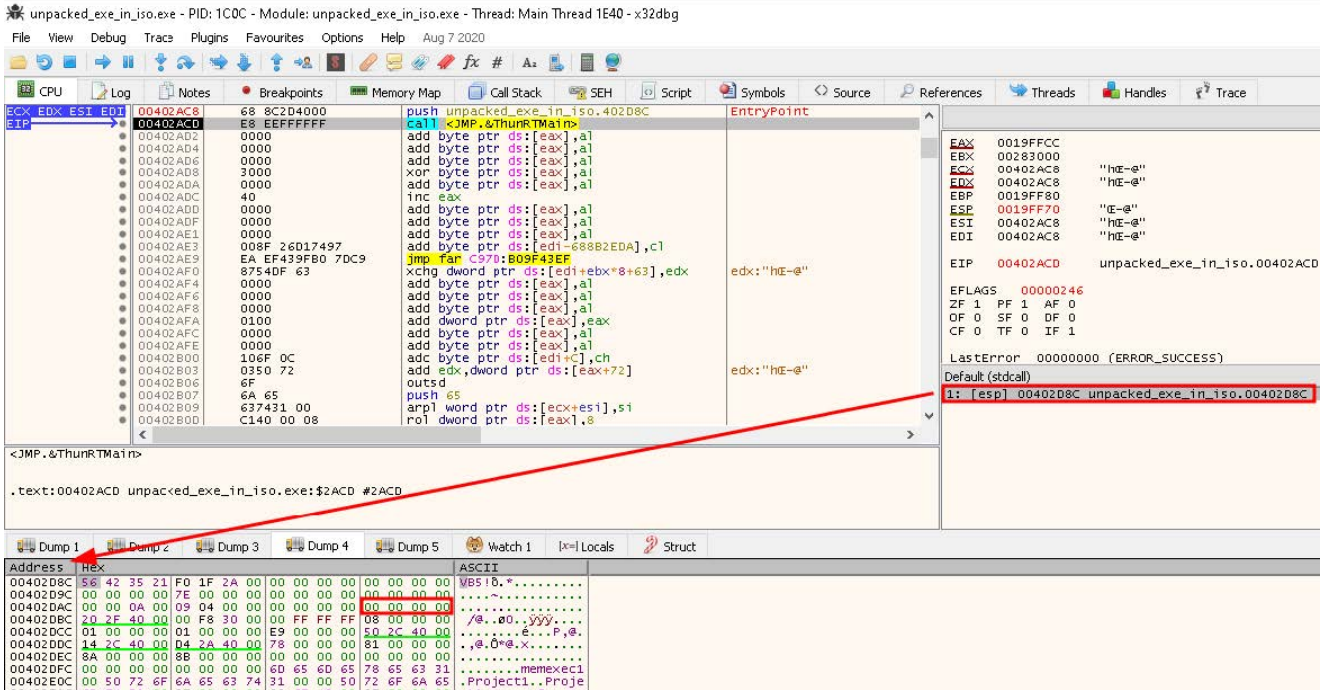 unpacked_exe_in_iso.exe - PID: 1C0C - Module: unpacked_exe_in_iso.exe - Thread: Main Thread 1E40 - x32dbg
File View Debug Trace Plugins Favourites Options Help Aug 7 2020
CPU Log Notes Breakpoints Memory Map Call Stack SEH Script Symbols Source References Threads Handles Trace
ECX EDX ESI EDI 00402AC8 68 8C2D4000 push unpacked_exe_in_iso.402D8C EntryPoint
EIP 00402ACD E8 EEFFFFFF call <JMP.&ThunRTMain>
00402AD2 0000 add byte ptr ds:[eax],al
00402AD4 0000 add byte ptr ds:[eax],al
00402AD6 0000 add byte ptr ds:[eax],al
00402AD8 3000 xor byte ptr ds:[eax],al
00402ADA 0000 add byte ptr ds:[eax],al
00402ADC 40 inc eax
00402ADD 0000 add byte ptr ds:[eax],al
00402ADF 0000 add byte ptr ds:[eax],al
00402AE1 0000 add byte ptr ds:[eax],al
00402AE3 008F 26D17497 add byte ptr ds:[edi-688B2EDA],cl
00402AE9 EA EF439FB0 7DC9 jmp far C97D:B09F43EF
00402AF0 8754DF 63 xchg dword ptr ds:[edi+ebx*8+63],edx edx:"hŒ-@"
00402AF4 0000 add byte ptr ds:[eax],al
00402AF6 0000 add byte ptr ds:[eax],al
00402AF8 0000 add byte ptr ds:[eax],al
00402AFA 0100 add dword ptr ds:[eax],eax
00402AFC 0000 add byte ptr ds:[eax],al
00402AFE 0000 add byte ptr ds:[eax],al
00402B00 106F 0C adc byte ptr ds:[edi+C],ch
00402B03 0350 72 add edx,dword ptr ds:[eax+72] edx:"hŒ-@"
00402B06 6F outsd
00402B07 6A 65 push 65
00402B09 637431 00 arpl word ptr ds:[ecx+esi],si
00402B0D C140 00 08 rol dword ptr ds:[eax],8
EAX 0019FFCC
EBX 00283000
ECX 00402AC8 "hŒ-@"
EDX 00402AC8 "hŒ-@"
EBP 0019FF80
ESP 0019FF70 "Œ-@"
ESI 00402AC8 "hŒ-@"
EDI 00402AC8 "hŒ-@"
EIP 00402ACD unpacked_exe_in_iso.00402ACD
EFLAGS 00000246
ZF 1 PF 1 AF 0
OF 0 SF 0 DF 0
CF 0 TF 0 IF 1
LastError 00000000 (ERROR_SUCCESS)
Default (stdcall)
1: [esp] 00402D8C unpacked_exe_in_iso.00402D8C
<JMP.&ThunRTMain>
.text:00402ACD unpacked_exe_in_iso.exe:$2ACD #2ACD
Dump 1 Dump 2 Dump 3 Dump 4 Dump 5 Watch 1 [x=] Locals Struct
Address Hex ASCII
00402D8C 56 42 35 21 F0 1F 2A 00 00 00 00 00 00 00 00 00 VB5!ð.*.........
00402D9C 00 00 00 00 7E 00 00 00 00 00 00 00 00 00 00 00 ....~...........
00402DAC 00 00 0A 00 09 04 00 00 00 00 00 00 00 00 00 00 ................
00402DBC 20 2F 40 00 00 F8 30 00 00 FF FF FF 08 00 00 00  /@..ø0..ÿÿÿ....
00402DCC 01 00 00 00 01 00 00 00 E9 00 00 00 50 2C 40 00 ........é...P,@.
00402DDC 14 2C 40 00 D4 2A 40 00 78 00 00 00 81 00 00 00 .,@.Ô*@.x.......
00402DEC 8A 00 00 00 8B 00 00 00 00 00 00 00 00 00 00 00 ................
00402DFC 00 00 00 00 00 00 00 00 6D 65 6D 65 78 65 63 31 ........memexec1
00402E0C 00 50 72 6F 6A 65 63 74 31 00 00 50 72 6F 6A 65 .Project1..Proje